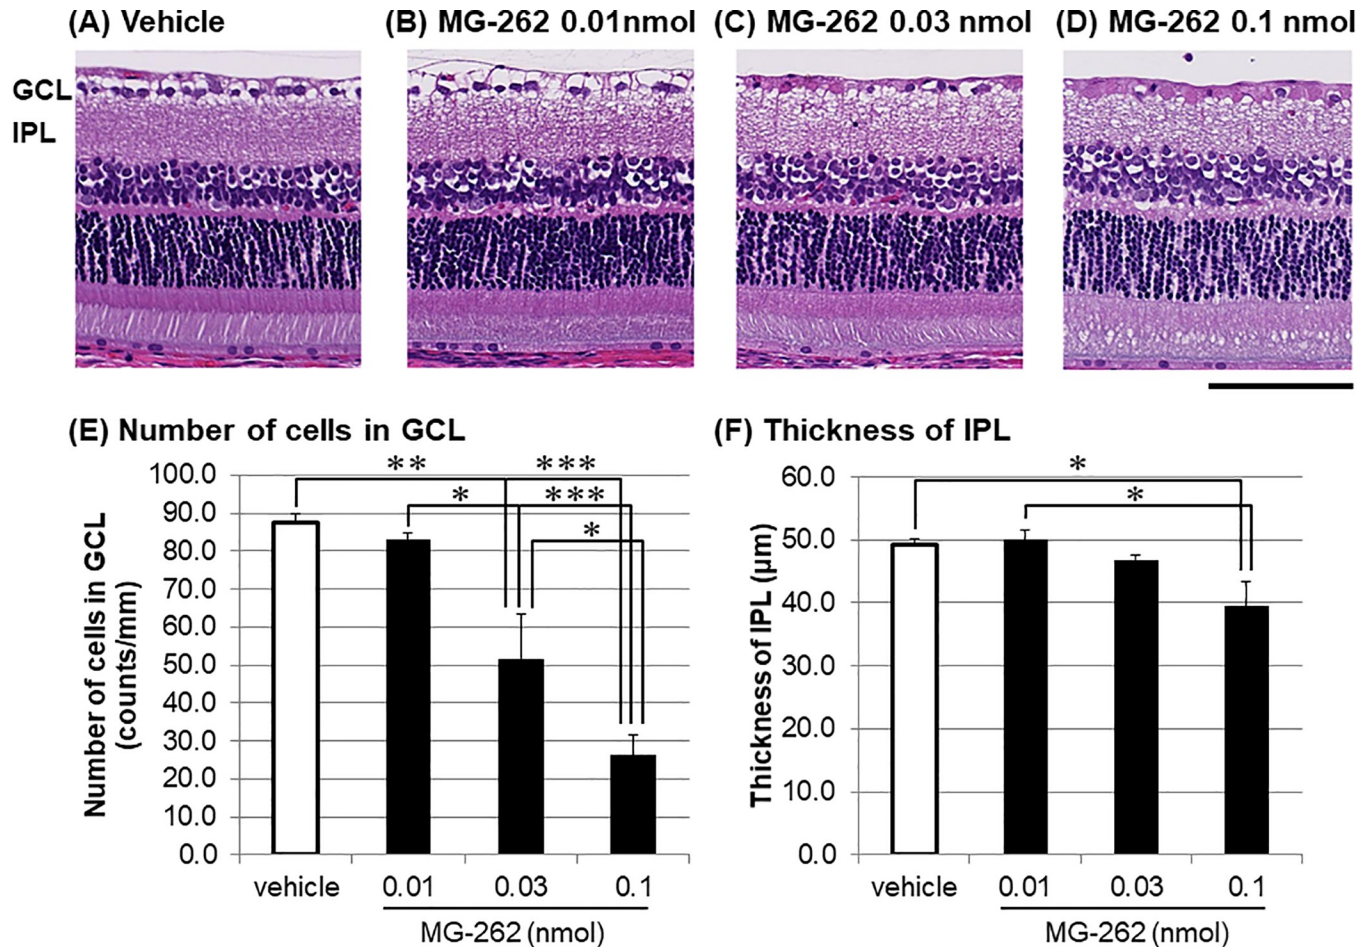 (A) Vehicle
(B) MG-262 0.01nmol
(C) MG-262 0.03 nmol
(D) MG-262 0.1 nmol
GCL
IPL
(E) Number of cells in GCL
Number of cells in GCL
(counts/mm)
100.0
90.0
80.0
70.0
60.0
50.0
40.0
30.0
20.0
10.0
0.0
** ***
* ***
*
vehicle 0.01 0.03 0.1
MG-262 (nmol)
(F) Thickness of IPL
Thickness of IPL (μm)
60.0
50.0
40.0
30.0
20.0
10.0
0.0
*
*
vehicle 0.01 0.03 0.1
MG-262 (nmol)